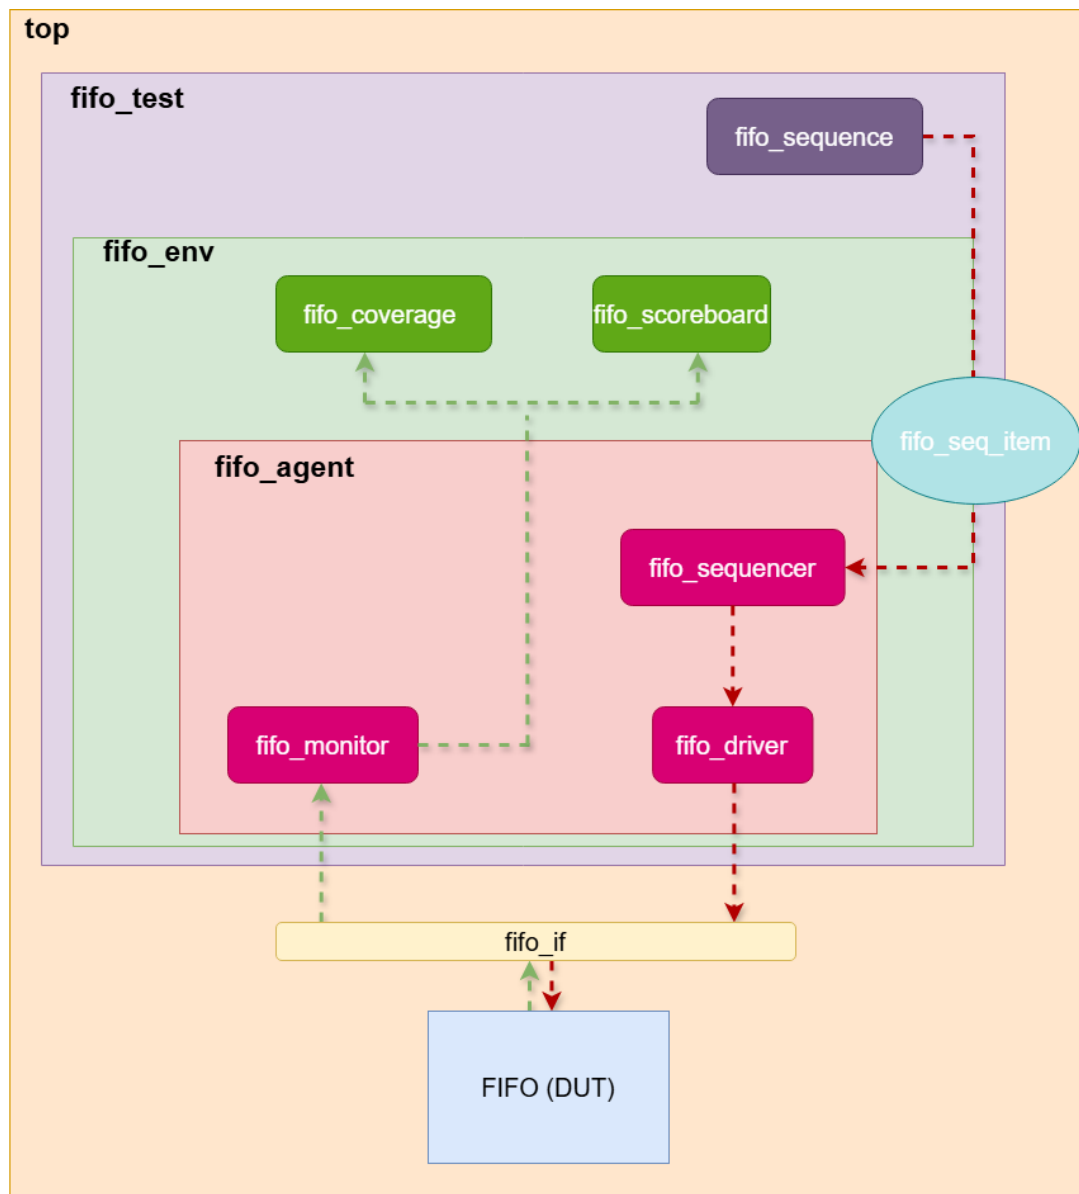 top
fifo_test
fifo_sequence
fifo_env
fifo_coverage
fifo_scoreboard
fifo_seq_item
fifo_agent
fifo_sequencer
fifo_monitor
fifo_driver
fifo_if
FIFO (DUT)